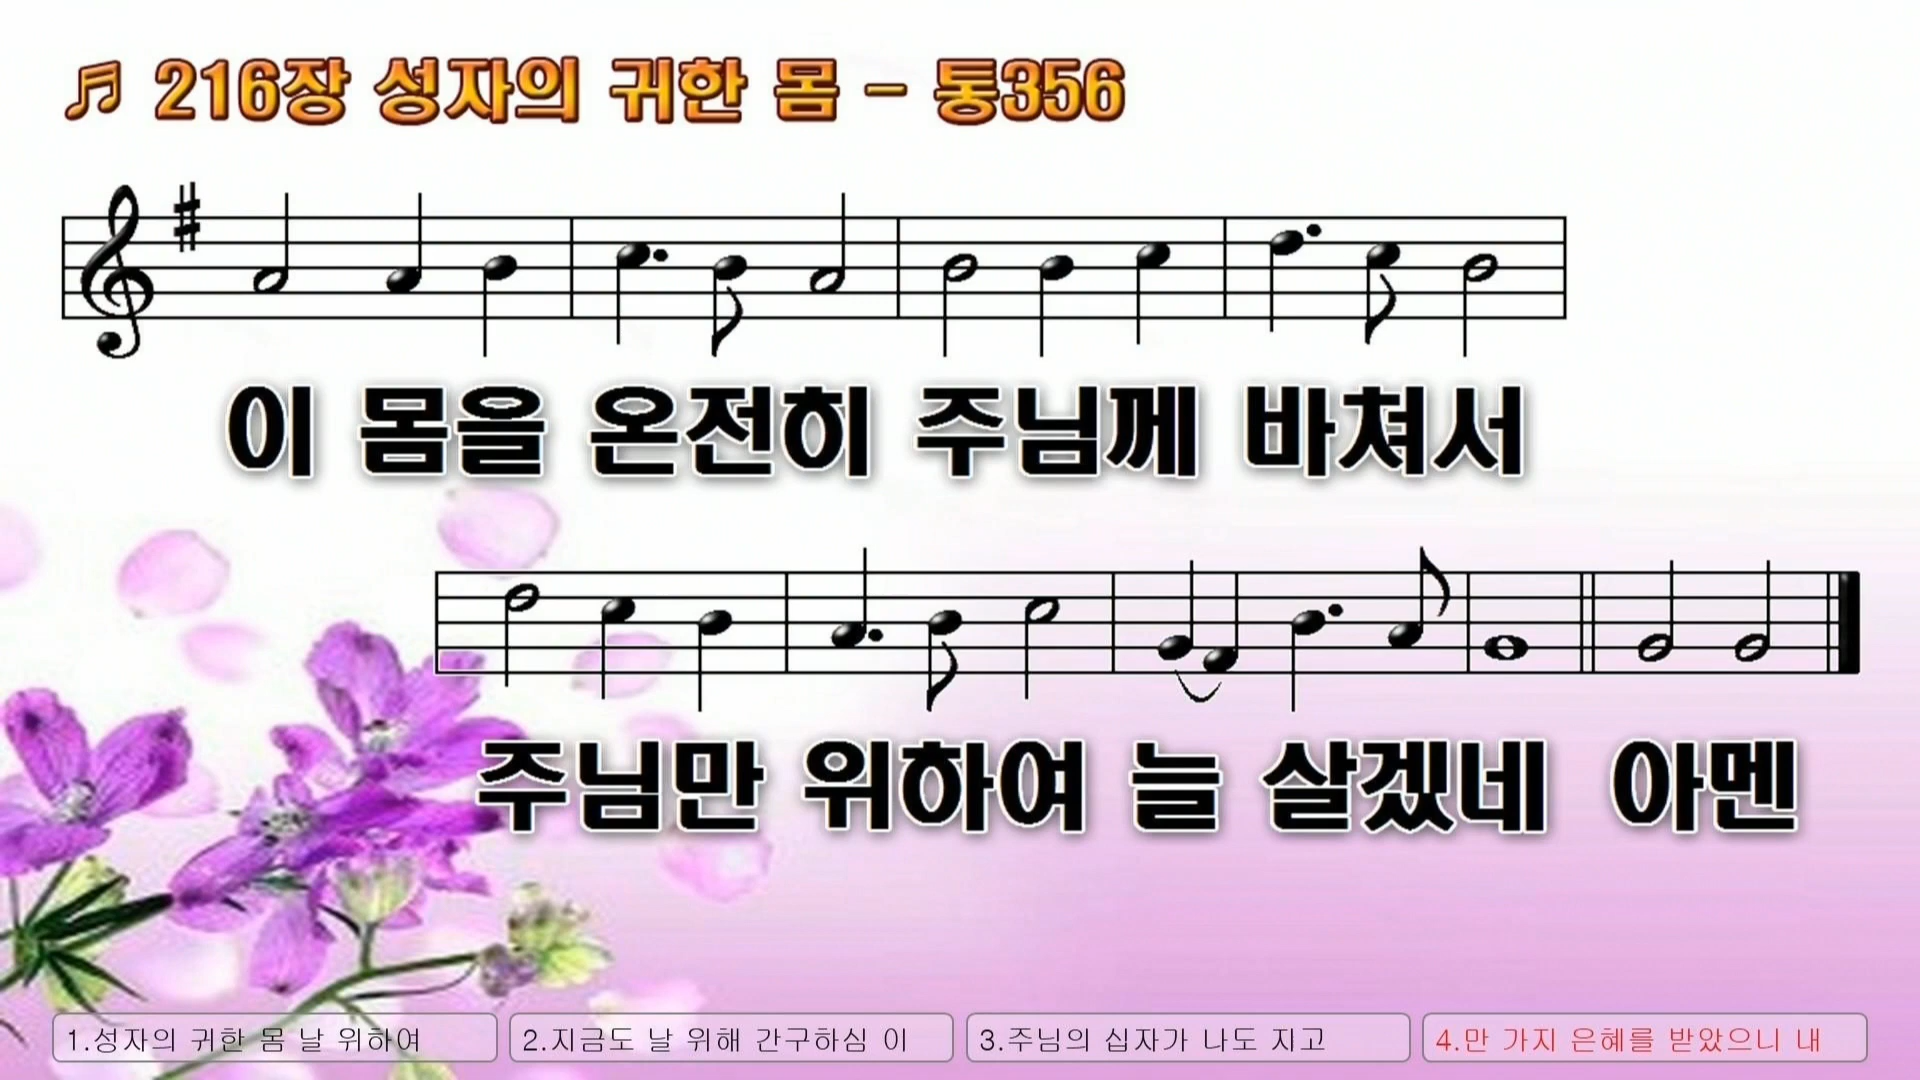 216장 성자의 귀한 몸 - 통356
이 몸을 온전히 주님께 바쳐서
주님만 위하여 늘 살겠네 아멘
1.성자의 귀한 몸 날 위하여
2.지금도 날 위해 간구하심 이
3.주님의 십자가 나도 지고
4.만 가지 은혜를 받았으니 내